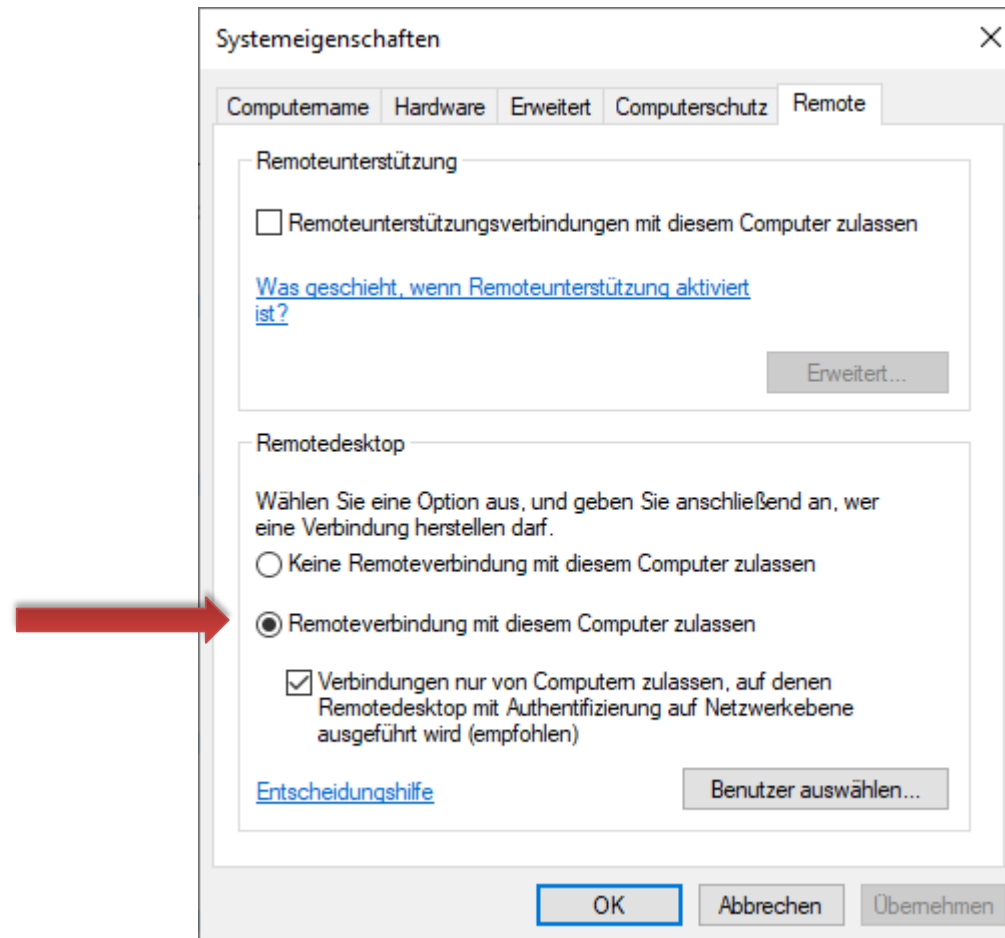 Systemeigenschaften
Computername Hardware Erweitert Computerschutz Remote
Remoteunterstützung
Remoteunterstützungsverbindungen mit diesem Computer zulassen
Was geschieht, wenn Remoteunterstützung aktiviert
ist?
Erweitert...
Remotedesktop
Wählen Sie eine Option aus, und geben Sie anschließend an, wer
eine Verbindung herstellen darf.
Keine Remoteverbindung mit diesem Computer zulassen
Remoteverbindung mit diesem Computer zulassen
Verbindungen nur von Computern zulassen, auf denen
Remotedesktop mit Authentifizierung auf Netzwerkebene
ausgeführt wird (empfohlen)
Entscheidungshilfe
Benutzer auswählen...
OK Abbrechen Übernehmen